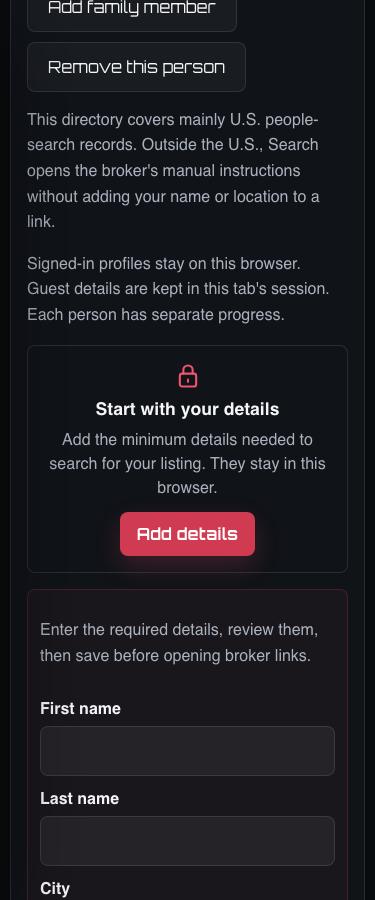 Add family member
Remove this person
This directory covers mainly U.S. people-
search records. Outside the U.S., Search
opens the broker's manual instructions
without adding your name or location to a
link.
Signed-in profiles stay on this browser.
Guest details are kept in this tab's session.
Each person has separate progress.
Start with your details
Add the minimum details needed to
search for your listing. They stay in this
browser.
Add details
Enter the required details, review them,
then save before opening broker links.
First name
Last name
City